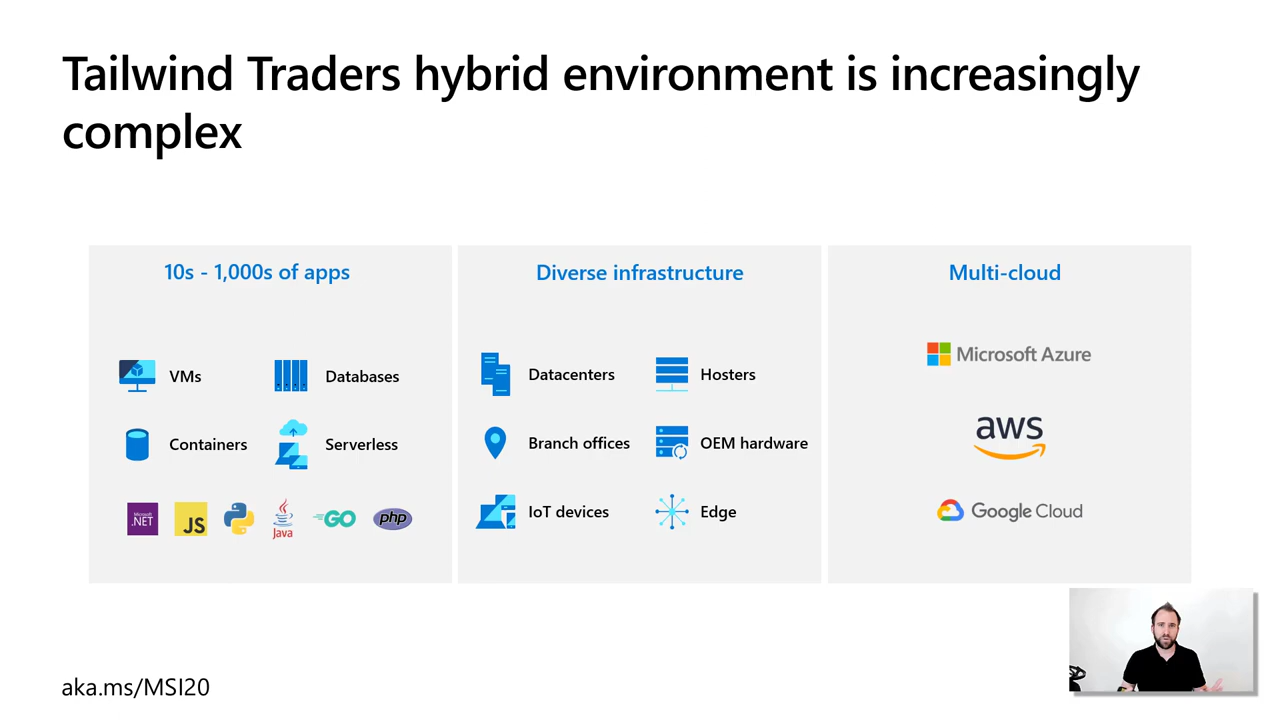 Tailwind Traders hybrid environment is increasingly
complex
10s - 1,000s of apps
VMs
Databases
Containers
Serverless
Microsoft
.NET
JS
Java
GO
php
Diverse infrastructure
Datacenters
Hosters
Branch offices
OEM hardware
IoT devices
Edge
Multi-cloud
Microsoft Azure
aws
Google Cloud
aka.ms/MSI20